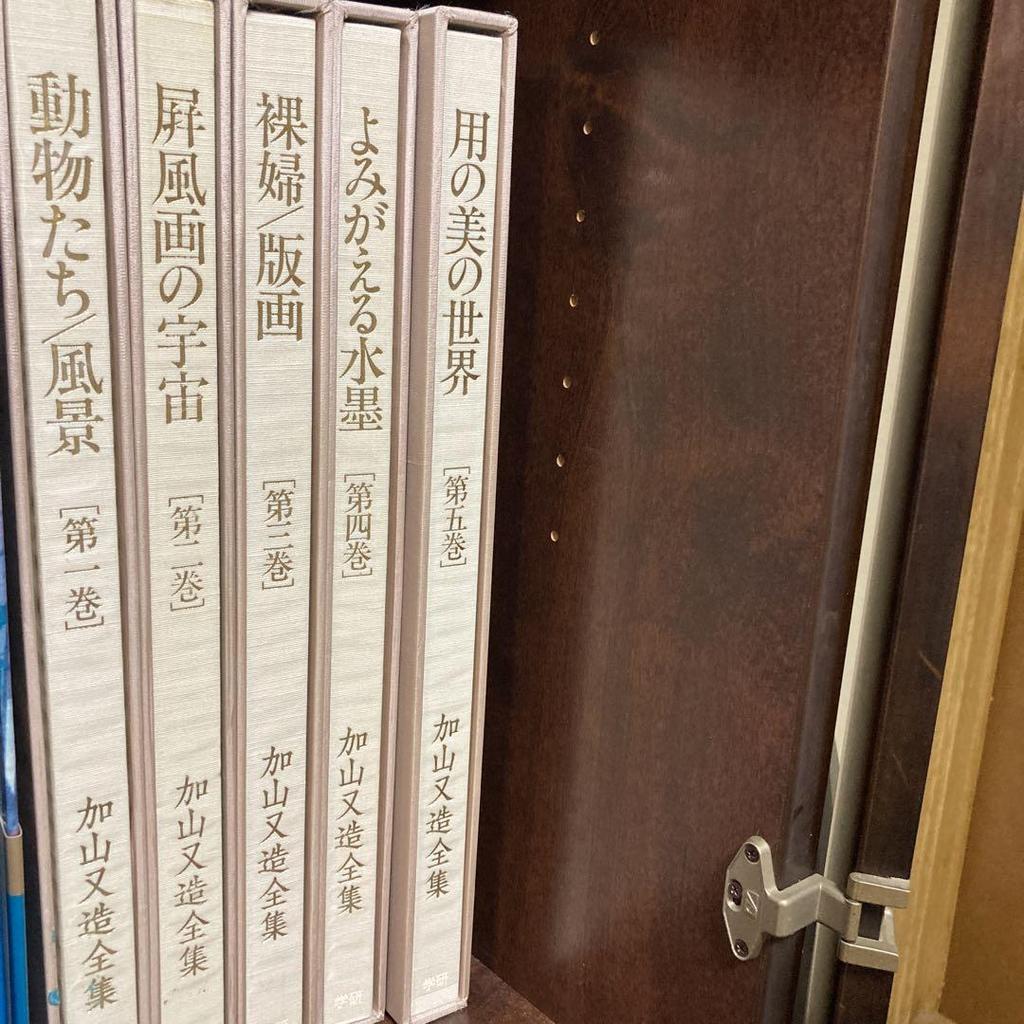 動物たち/風景
[第一巻]
加山又造全集
屏風画の宇宙
[第二巻]
加山又造全集
裸婦/版画
[第三巻]
加山又造全集
よみがえる水墨
[第四巻]
加山又造全集
学研
用の美の世界
[第五巻]
加山又造全集
学研